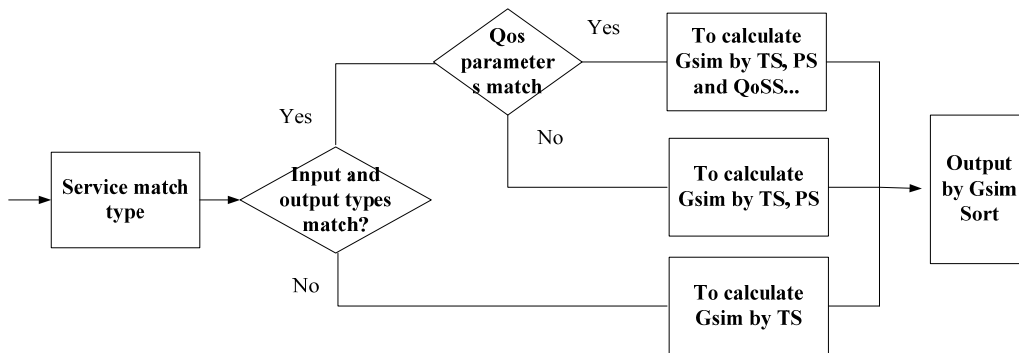 Qos
parameter
s match
Yes
To calculate
Gsim by TS, PS
and QoSS...
Yes
No
Service match
type
Input and
output types
match?
To calculate
Gsim by TS, PS
Output
by Gsim
Sort
No
To calculate
Gsim by TS